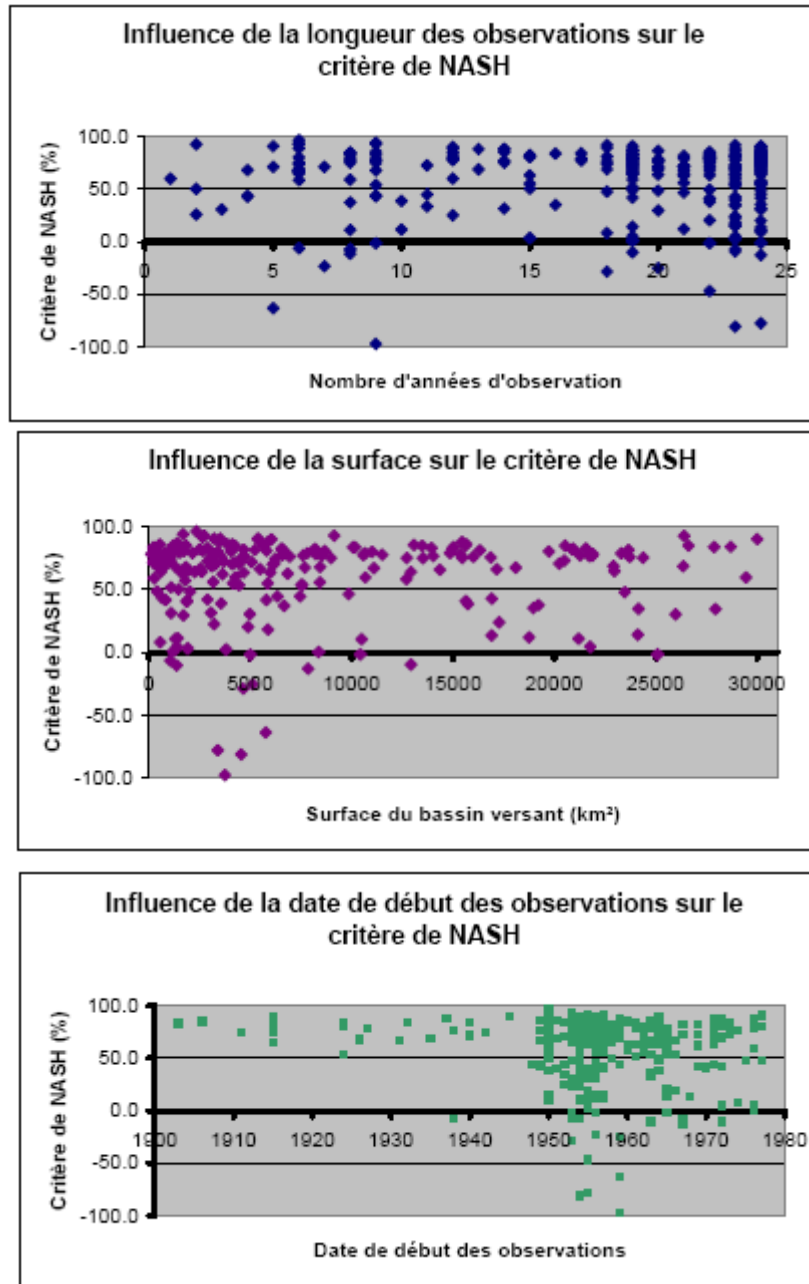 Influence de la longueur des observations sur le
critère de NASH
Critère de NASH (%)
100.0
50.0
0.0
-50.0
-100.0
0 5 10 15 20 25
Nombre d'années d'observation
Influence de la surface sur le critère de NASH
Critère de NASH (%)
100.0
50.0
0.0
-50.0
-100.0
0 5000 10000 15000 20000 25000 30000
Surface du bassin versant (km²)
Influence de la date de début des observations sur le
critère de NASH
Critère de NASH (%)
100.0
50.0
0.0
-50.0
-100.0
1900 1910 1920 1930 1940 1950 1960 1970 1980
Date de début des observations